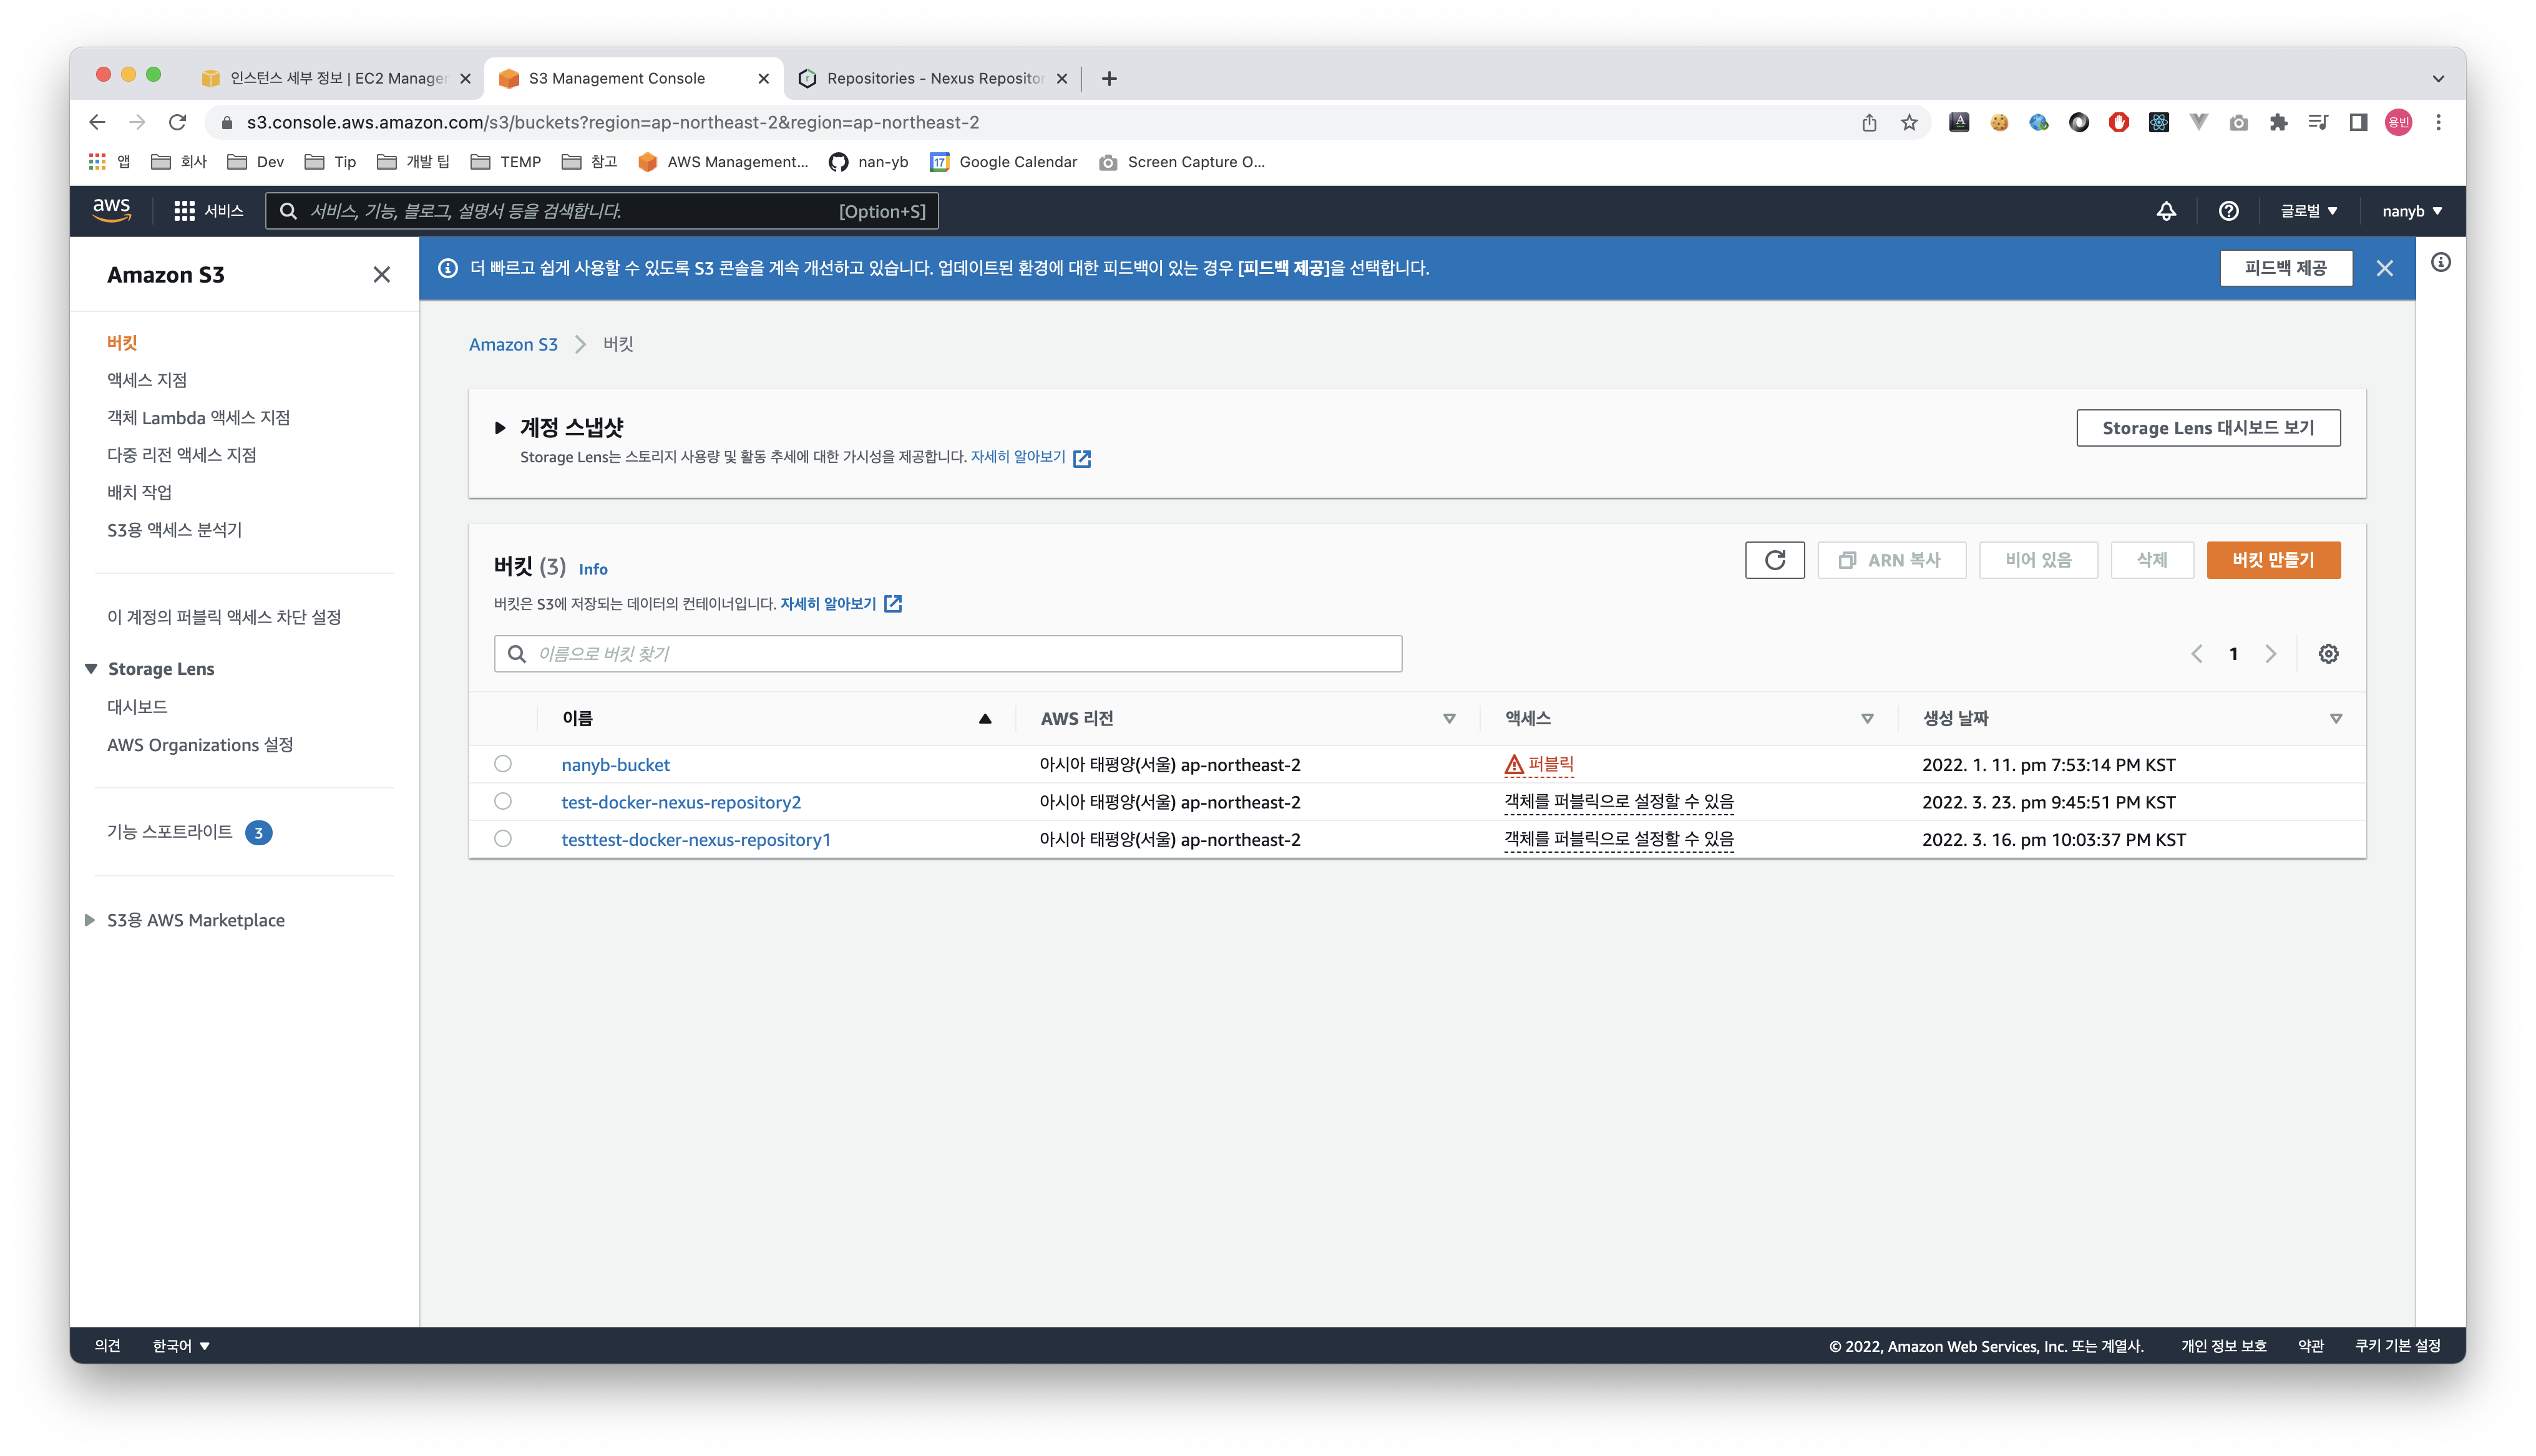 인스턴스 세부 정보 | EC2 Manager
S3 Management Console
Repositories - Nexus Repositor
s3.console.aws.amazon.com/s3/buckets?region=ap-northeast-2&region=ap-northeast-2
용빈
앱 회사 Dev Tip 개발 팁 TEMP 참고 AWS Management... nan-yb 17 Google Calendar Screen Capture O...
aws 서비스 서비스, 기능, 블로그, 설명서 등을 검색합니다. [Option+S] 글로벌 nanyb
Amazon S3
더 빠르고 쉽게 사용할 수 있도록 S3 콘솔을 계속 개선하고 있습니다. 업데이트된 환경에 대한 피드백이 있는 경우 [피드백 제공]을 선택합니다. 피드백 제공
버킷
액세스 지점
객체 Lambda 액세스 지점
다중 리전 액세스 지점
배치 작업
S3용 액세스 분석기
이 계정의 퍼블릭 액세스 차단 설정
Storage Lens
대시보드
AWS Organizations 설정
기능 스포트라이트 3
S3용 AWS Marketplace
Amazon S3 버킷
계정 스냅샷
Storage Lens 대시보드 보기
Storage Lens는 스토리지 사용량 및 활동 추세에 대한 가시성을 제공합니다. 자세히 알아보기
버킷 (3) Info
ARN 복사 비어 있음 삭제 버킷 만들기
버킷은 S3에 저장되는 데이터의 컨테이너입니다. 자세히 알아보기
이름으로 버킷 찾기
1
이름 AWS 리전 액세스 생성 날짜
nanyb-bucket 아시아 태평양(서울) ap-northeast-2 퍼블릭 2022. 1. 11. pm 7:53:14 PM KST
test-docker-nexus-repository2 아시아 태평양(서울) ap-northeast-2 객체를 퍼블릭으로 설정할 수 있음 2022. 3. 23. pm 9:45:51 PM KST
testtest-docker-nexus-repository1 아시아 태평양(서울) ap-northeast-2 객체를 퍼블릭으로 설정할 수 있음 2022. 3. 16. pm 10:03:37 PM KST
의견 한국어 © 2022, Amazon Web Services, Inc. 또는 계열사. 개인 정보 보호 약관 쿠키 기본 설정